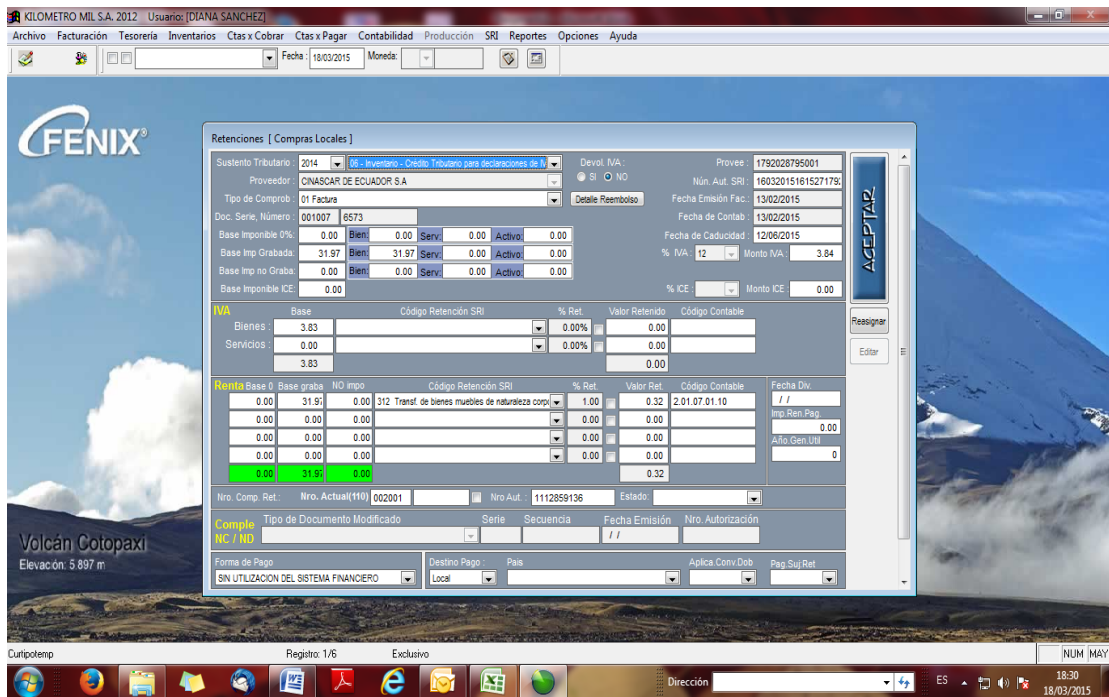 KILOMETRO MIL S.A. 2012 Usuario: [DIANA SANCHEZ]
Archivo Facturación Tesorería Inventarios Ctas x Cobrar Ctas x Pagar Contabilidad Producción SRI Reportes Opciones Ayuda
Fecha : 18/03/2015 Moneda:
FENIX®
Retenciones [ Compras Locales ]
Sustento Tributario : 2014 06 - Inventario - Crédito Tributario para declaraciones de IV Devol. IVA : Provee : 1792028795001
Proveedor : CINASCAR DE ECUADOR S.A SI NO Nún. Aut. SRI : 16032015161527179
Tipo de Comprob : 01 Factura Detalle Reembolso Fecha Emisión Fac.: 13/02/2015
Doc. Serie, Número : 001007 6573 Fecha de Contab : 13/02/2015
Base Imponible 0%: 0.00 Bien: 0.00 Serv: 0.00 Activo: 0.00 Fecha de Caducidad : 12/06/2015
Base Imp Grabada: 31.97 Bien: 31.97 Serv: 0.00 Activo: 0.00 % IVA : 12 Monto IVA : 3.84
Base Imp no Graba: 0.00 Bien: 0.00 Serv: 0.00 Activo: 0.00
Base Imponible ICE: 0.00 % ICE : Monto ICE : 0.00
ACEPTAR
Reasignar
Editar
IVA Base Código Retención SRI % Ret. Valor Retenido Código Contable
Bienes : 3.83 0.00% 0.00
Servicios : 0.00 0.00% 0.00
3.83 0.00
Renta Base 0 Base graba NO impo Código Retención SRI % Ret. Valor Ret. Código Contable Fecha Div.
0.00 31.97 0.00 312 Transf. de bienes muebles de naturaleza corpo 1.00 0.32 2.01.07.01.10 / /
0.00 0.00 0.00 0.00 0.00 Imp.Ren.Pag. 0.00
0.00 0.00 0.00 0.00 0.00 Año.Gen.Util
0.00 0.00 0.00 0.00 0.00 0
0.00 31.97 0.00 0.32
Nro. Comp. Ret.: Nro. Actual(110) 002001 Nro Aut. : 1112859136 Estado:
Comple NC / ND Tipo de Documento Modificado Serie Secuencia Fecha Emisión Nro. Autorización
/ /
Forma de Pago Destino Pago : Pais Aplica.Conv.Dob Pag.Suj.Ret
SIN UTILIZACION DEL SISTEMA FINANCIERO Local
Volcán Cotopaxi
Elevación: 5.897 m
Curtipotemp Registro: 1/6 Exclusivo NUM MAY
Dirección ES 18:30
18/03/2015